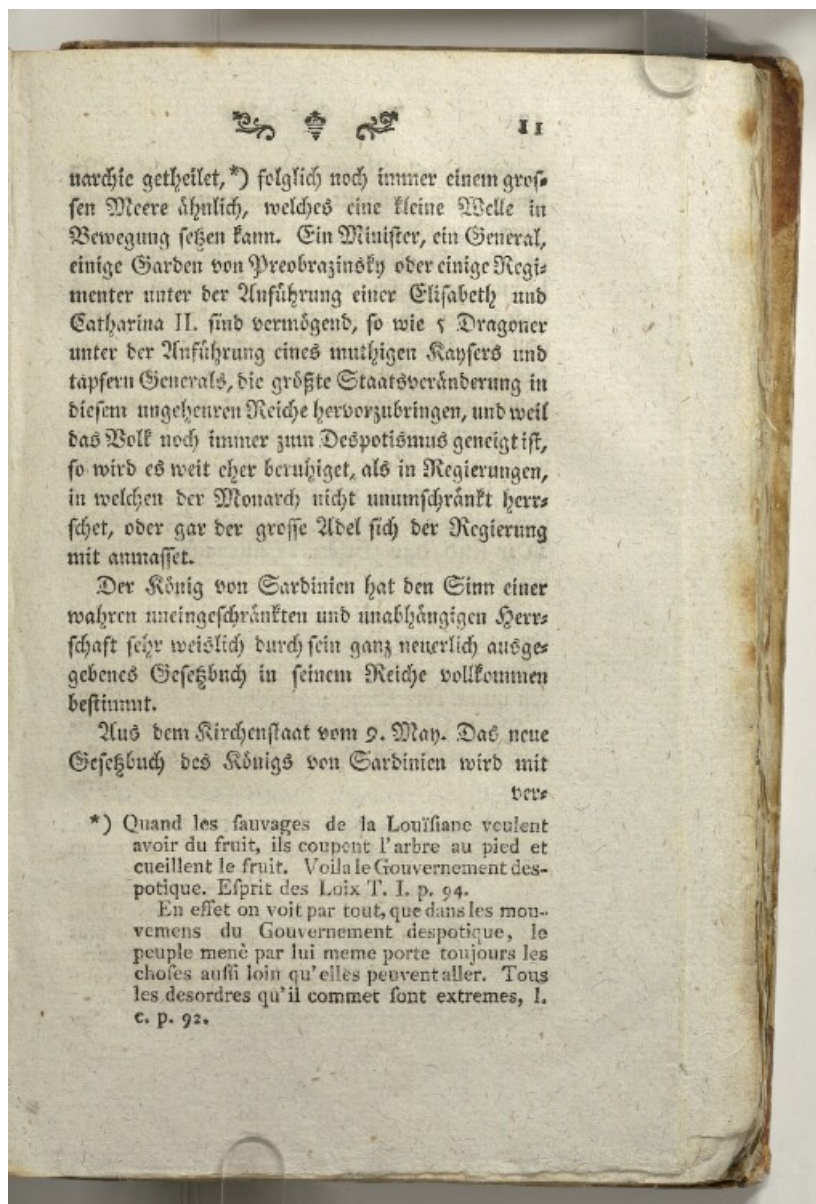 11
narchie getheilet,*) folglich noch immer einem gros-
sen Meere ähnlich, welches eine kleine Welle in
Bewegung setzen kann. Ein Minister, ein General,
einige Garden von Preobrazinsky oder einige Regi-
menter unter der Anführung einer Elisabeth und
Catharina II. sind vermögend, so wie 5 Dragoner
unter der Anführung eines muthigen Kaysers und
tapfern Generals, die größte Staatsveränderung in
diesem ungeheuren Reiche hervorzubringen, und weil
das Volk noch immer zum Despotismus geneigt ist,
so wird es weit eher beruhiget, als in Regierungen,
in welchen der Monarch nicht unumschränkt herr-
schet, oder gar der grosse Adel sich der Regierung
mit anmasset.
Der König von Sardinien hat den Sinn einer
wahren uneingeschränkten und unabhängigen Herr-
schaft sehr weislich durch sein ganz neuerlich ausge-
gebenes Gesetzbuch in seinem Reiche vollkommen
bestimmt.
Aus dem Kirchenstaat vom 9. May. Das neue
Gesetzbuch des Königs von Sardinien wird mit
ver-
*) Quand les ſauvages de la Louïſiane veulent
avoir du fruit, ils coupent l'arbre au pied et
cueillent le fruit. Voila le Gouvernement des-
potique. Eſprit des Loix T. I. p. 94.
En effet on voit par tout, que dans les mou-
vemens du Gouvernement despotique, le
peuple menè par lui meme porte toujours les
choſes auſſi loin qu'elles peuvent aller. Tous
les desordres qu'il commet ſont extremes, l.
c. p. 92.